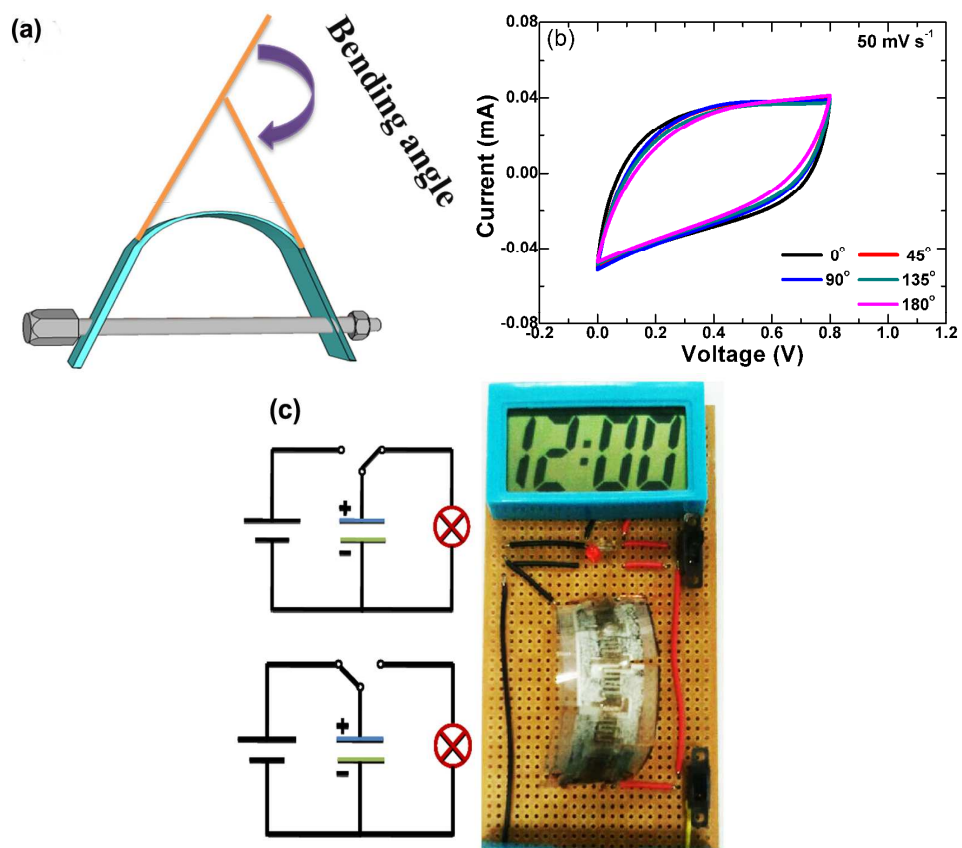 (a)
Bending angle
(b)
50 mV s⁻¹
0.08
0.04
0.00
-0.04
-0.08
Current (mA)
0° 45°
90° 135°
180°
-0.2 0.0 0.2 0.4 0.6 0.8 1.0 1.2
Voltage (V)
(c)
+
-
+
-
12:00